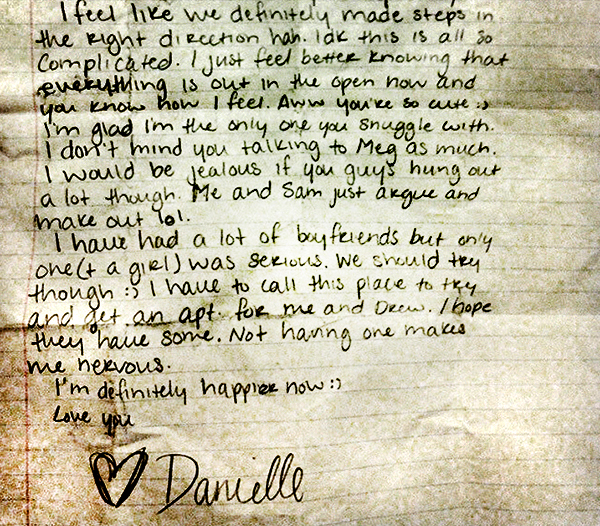 I feel like we definitely made steps in
the right direction hah. Idk this is all so
complicated. I just feel better knowing that
everything is out in the open now and
you know how I feel. Aww you're so cute :)
I'm glad I'm the only one you snuggle with.
I don't mind you talking to Meg as much.
I would be jealous if you guys hung out
a lot though. Me and Sam just argue and
make out lol.
I have had a lot of boyfriends but only
one(+ a girl) was serious. We should try
though :) I have to call this place to try
and get an apt. for me and Drew. I hope
they have some. Not having one makes
me nervous.
I'm definitely happier now :)
Love you
♡ Danielle